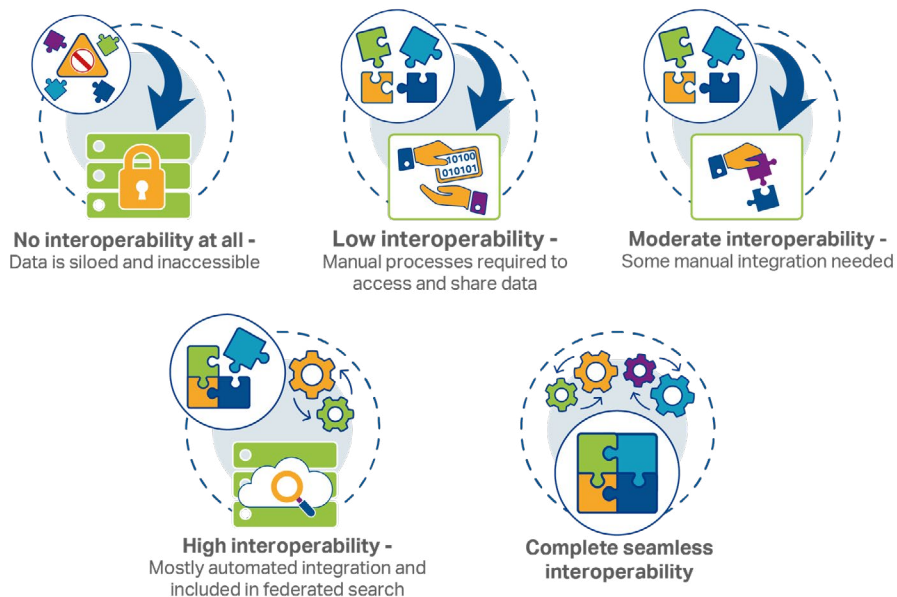 10100
010101
No interoperability at all -
Data is siloed and inaccessible
Low interoperability -
Manual processes required to
access and share data
Moderate interoperability -
Some manual integration needed
High interoperability -
Mostly automated integration and
included in federated search
Complete seamless
interoperability